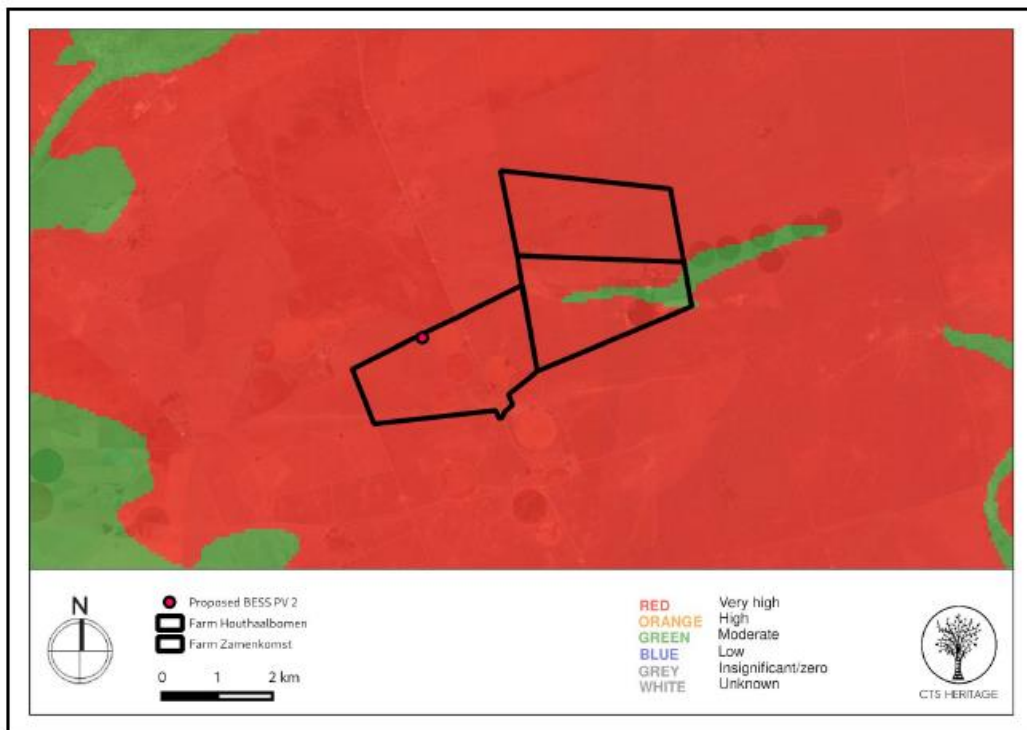 N
Proposed BESS PV 2
Farm Houthaalbomen
Farm Zamenkomst
0 1 2 km
RED Very high
ORANGE High
GREEN Moderate
BLUE Low
GREY Insignificant/zero
WHITE Unknown
CTS HERITAGE